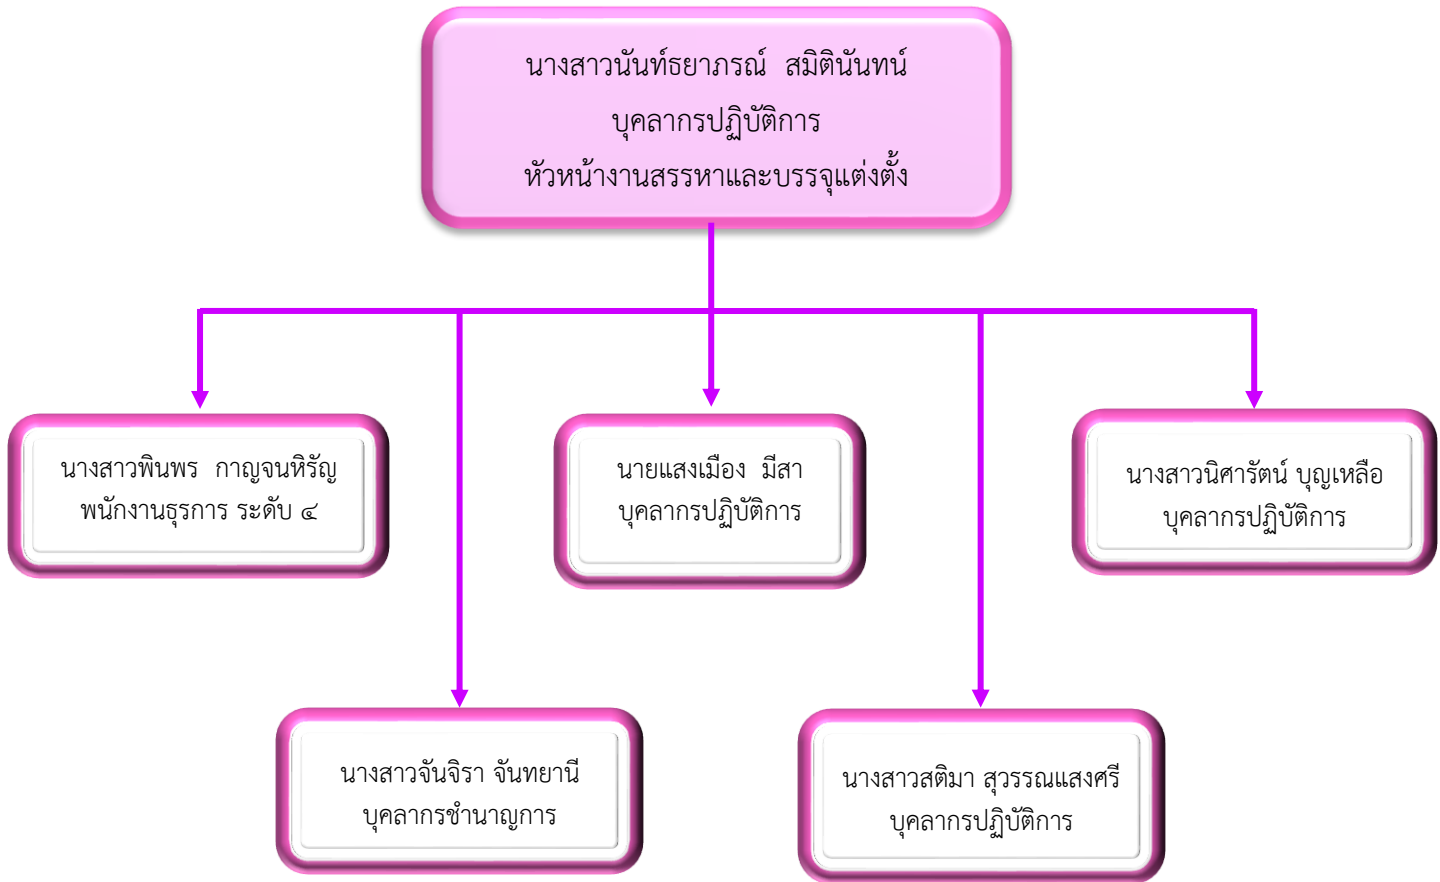 นางสาวนันท์ธยาภรณ์  สมิตินันทน์
บุคลากรปฏิบัติการ
หัวหน้างานสรรหาและบรรจุแต่งตั้ง
นางสาวพินพร  กาญจนหิรัญ
พนักงานธุรการ ระดับ ๔
นายแสงเมือง  มีสา
บุคลากรปฏิบัติการ
นางสาวนิศารัตน์ บุญเหลือ
บุคลากรปฏิบัติการ
นางสาวจันจิรา จันทยานี
บุคลากรชำนาญการ
นางสาวสติมา สุวรรณแสงศรี
บุคลากรปฏิบัติการ